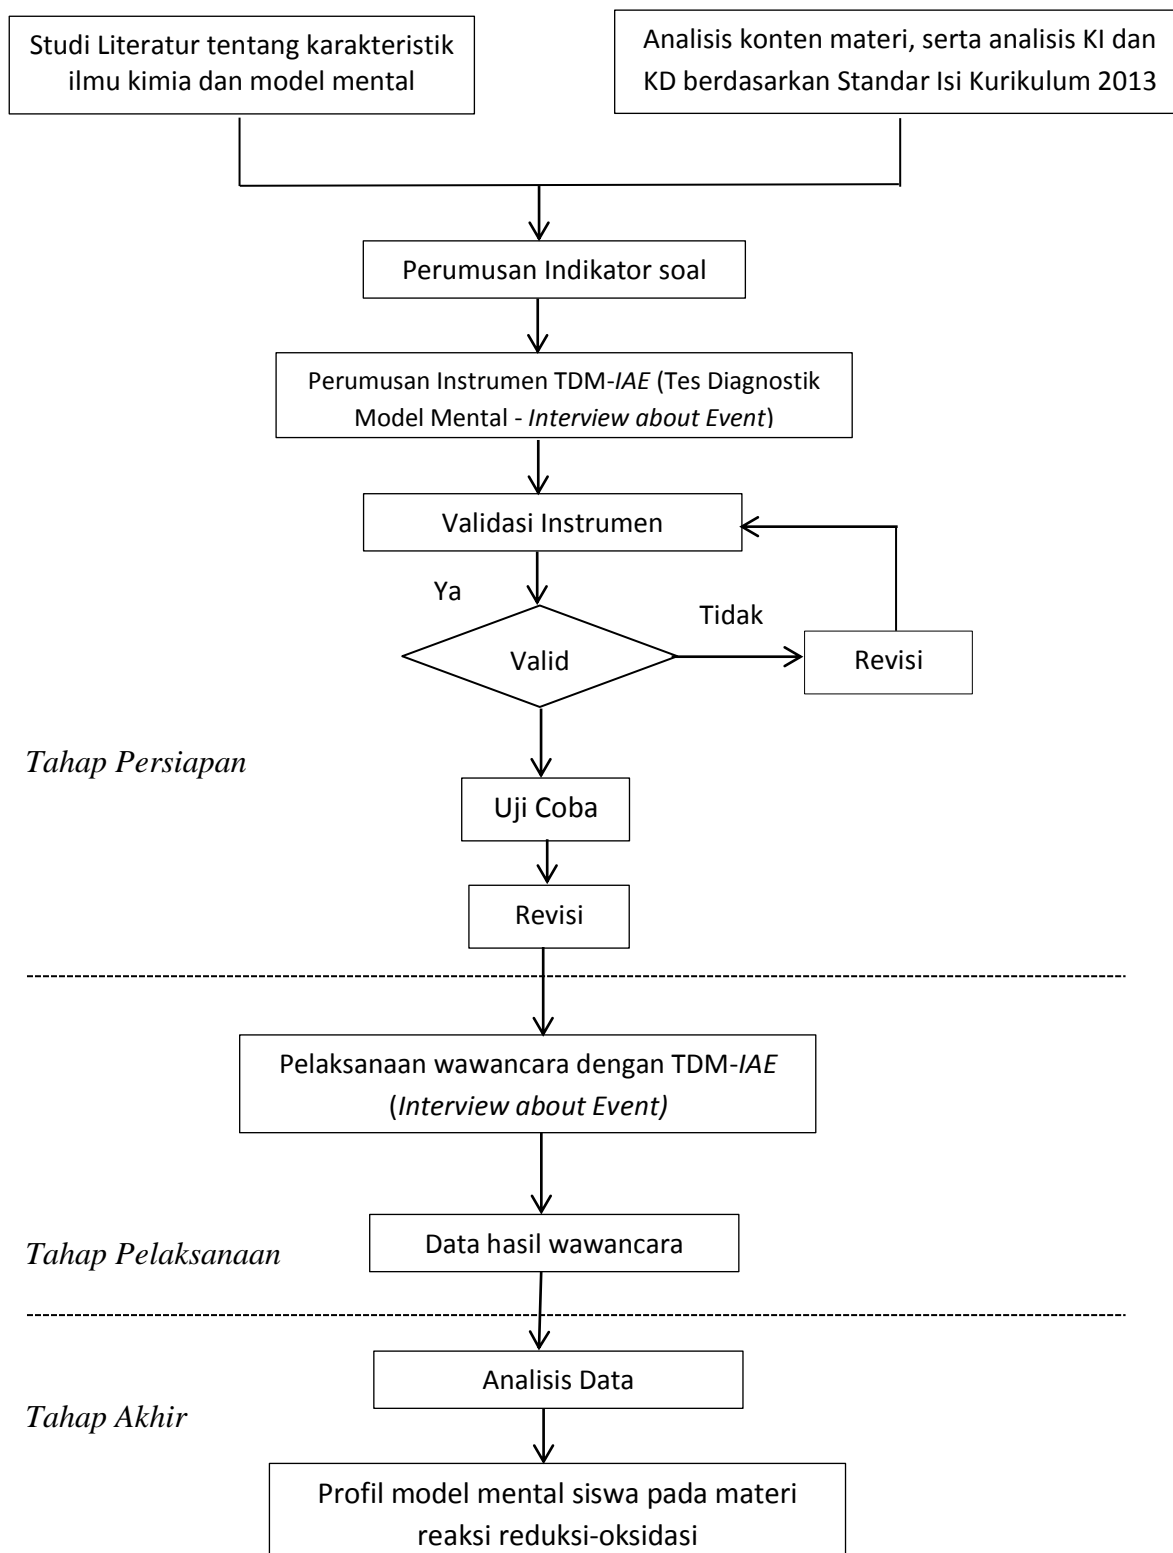 Studi Literatur tentang karakteristik
ilmu kimia dan model mental
Analisis konten materi, serta analisis KI dan
KD berdasarkan Standar Isi Kurikulum 2013
Perumusan Indikator soal
Perumusan Instrumen TDM-IAE (Tes Diagnostik
Model Mental - Interview about Event)
Validasi Instrumen
Ya
Tidak
Valid
Revisi
Tahap Persiapan
Uji Coba
Revisi
Pelaksanaan wawancara dengan TDM-IAE
(Interview about Event)
Data hasil wawancara
Tahap Pelaksanaan
Analisis Data
Tahap Akhir
Profil model mental siswa pada materi
reaksi reduksi-oksidasi